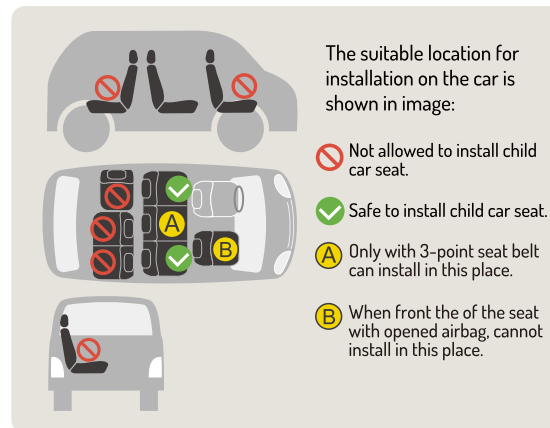 The suitable location for
installation on the car is
shown in image:
Not allowed to install child
car seat.
Safe to install child car seat.
A
Only with 3-point seat belt
can install in this place.
B
B
When front the of the seat
with opened airbag, cannot
install in this place.
A